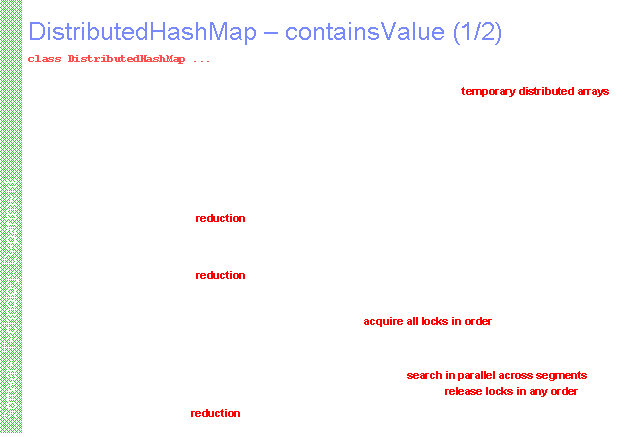 DistributedHashMap – containsValue (1/2)
class DistributedHashMap ...
temporary distributed arrays
reduction
reduction
acquire all locks in order
search in parallel across segments
release locks in any order
reduction